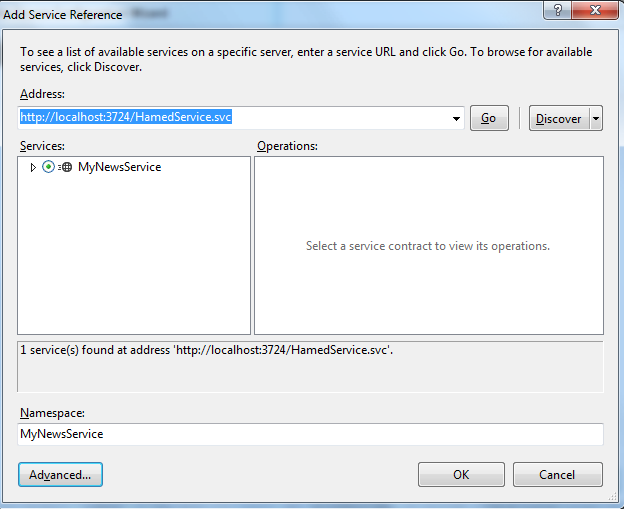 Add Service Reference
To see a list of available services on a specific server, enter a service URL and click Go. To browse for available
services, click Discover.
Address:
http://localhost:3724/HamedService.svc
Go
Discover
Services:
Operations:
MyNewsService
Select a service contract to view its operations.
1 service(s) found at address 'http://localhost:3724/HamedService.svc'.
Namespace:
MyNewsService
Advanced...
OK
Cancel